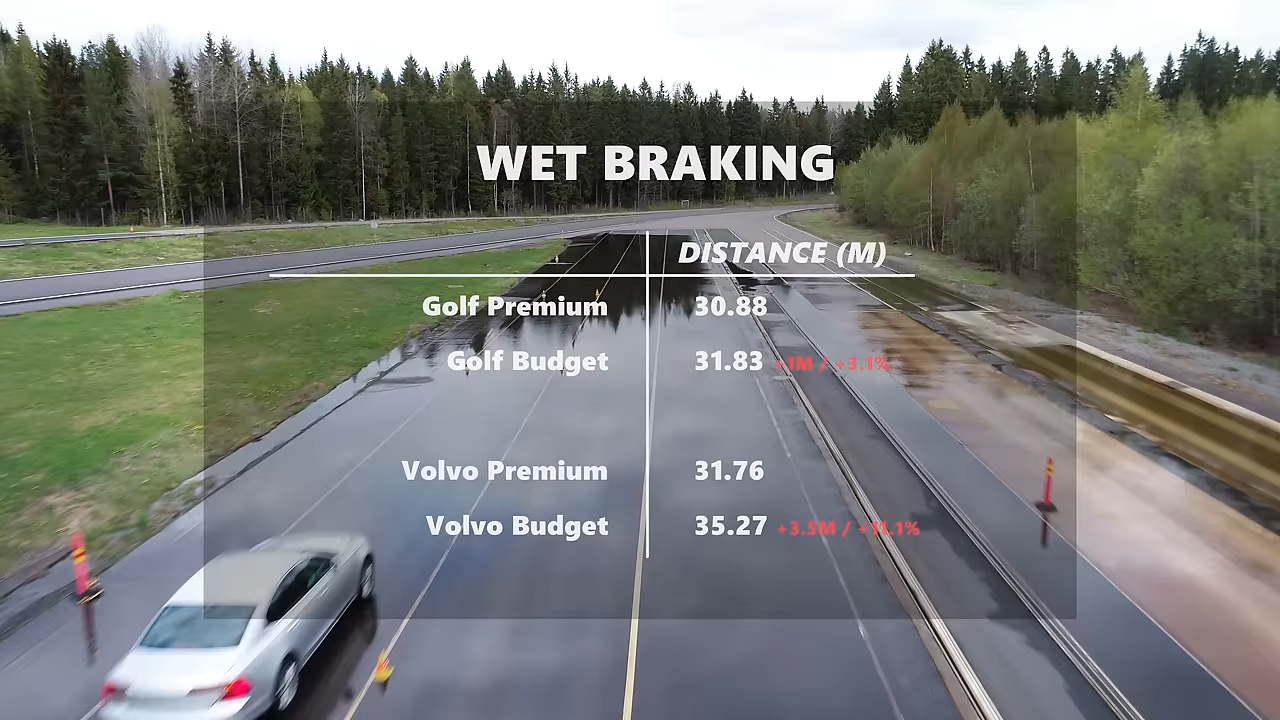 WET BRAKING
DISTANCE (M)
Golf Premium 30.88
Golf Budget 31.83 +1M / +3.1%
Volvo Premium 31.76
Volvo Budget 35.27 +3.5M / +11.1%